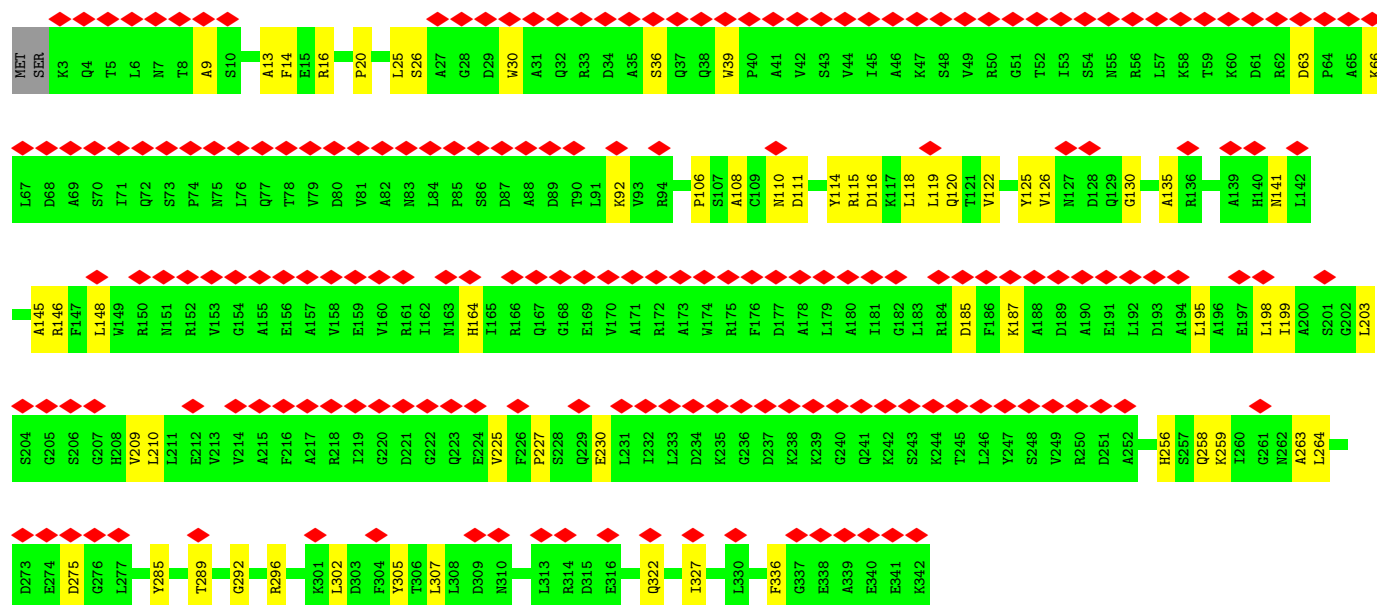 MET SER K3 Q4 T5 L6 N7 T8 A9 S10 A13 F14 E15 R16 P20 L25 S26 A27 G28 D29 W30 A31 Q32 R33 D34 A35 S36 Q37 Q38 W39 P40 A41 V42 S43 V44 I45 A46 K47 S48 V49 R50 G51 T52 I53 S54 N55 R56 L57 K58 T59 K60 D61 R62 D63 P64 A65 K66
L67 D68 A69 S70 I71 Q72 S73 P74 N75 L76 Q77 T78 V79 D80 V81 A82 N83 L84 P85 S86 D87 A88 D89 T90 L91 K92 V93 R94 P106 S107 A108 C109 N110 D111 Y114 R115 D116 K117 L118 L119 Q120 T121 V122 Y125 V126 N127 D128 Q129 G130 A135 R136 A139 H140 N141 L142
A145 R146 F147 L148 W149 R150 N151 R152 V153 G154 A155 E156 A157 V158 E159 V160 R161 I162 N163 H164 I165 R166 Q167 G168 E169 V170 A171 R172 A173 W174 R175 F176 D177 A178 L179 A180 I181 G182 L183 R184 D185 F186 K187 A188 D189 A190 E191 L192 D193 A194 L195 A196 E197 L198 I199 A200 S201 G202 L203
S204 G205 S206 G207 H208 V209 L210 L211 E212 V213 V214 A215 F216 A217 R218 I219 G220 D221 G222 Q223 E224 V225 F226 P227 S228 Q229 E230 L231 I232 L233 D234 K235 G236 D237 K238 K239 G240 Q241 K242 S243 K244 T245 L246 Y247 S248 V249 R250 D251 A252 H256 S257 Q258 K259 I260 G261 N262 A263 L264
D273 E274 D275 G276 L277 Y285 T289 G292 R296 K301 L302 D303 F304 Y305 T306 L307 L308 D309 N310 L313 R314 D315 E316 Q322 I327 L330 F336 G337 E338 A339 E340 E341 K342